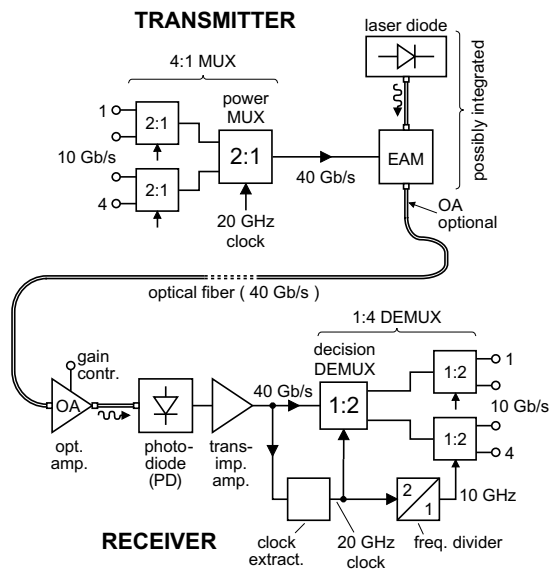 TRANSMITTER
laser diode
possibly integrated
4:1 MUX
power
MUX
1
2:1
10 Gb/s
2:1
4
2:1
40 Gb/s
EAM
20 GHz
clock
OA
optional
optical fiber ( 40 Gb/s )
1:4 DEMUX
gain
contr.
decision
DEMUX
OA
40 Gb/s
1:2
1:2
1
10 Gb/s
1:2
4
opt.
amp.
photo-
diode
(PD)
trans-
imp.
amp.
2
1
10 GHz
RECEIVER
clock
extract.
20 GHz
clock
freq. divider